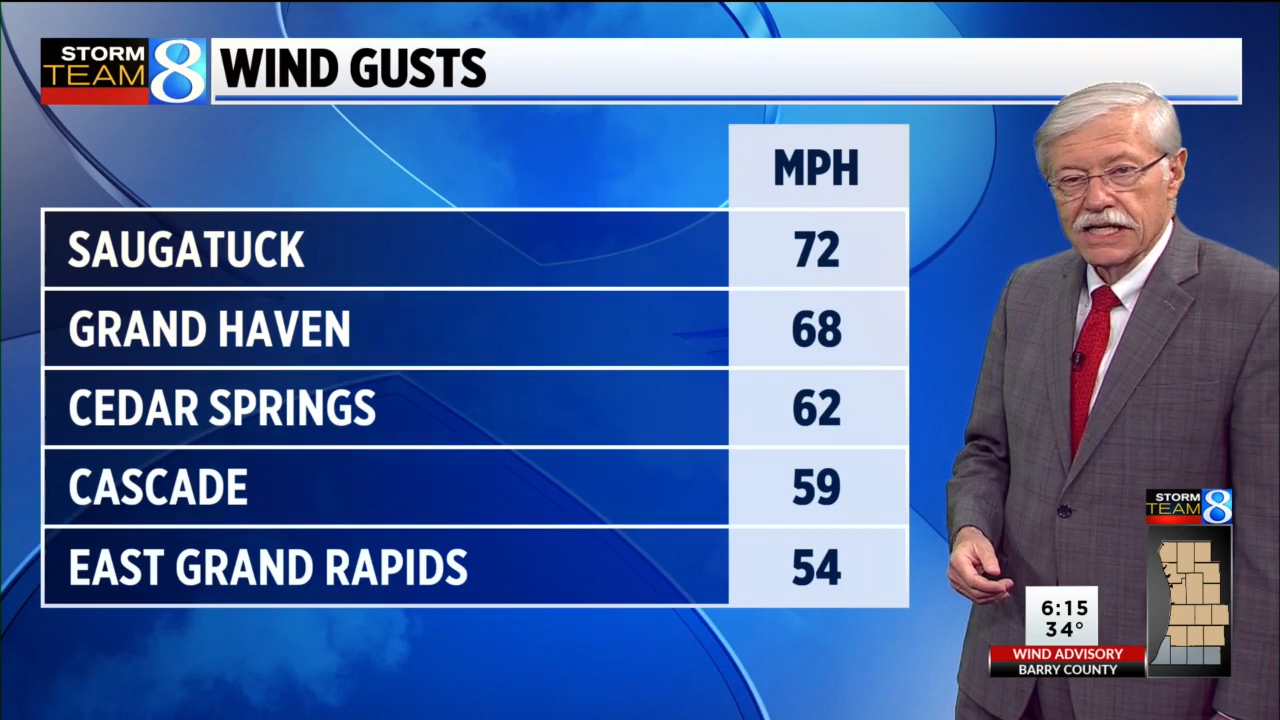 STORM
TEAM 8
WIND GUSTS
MPH
SAUGATUCK 72
GRAND HAVEN 68
CEDAR SPRINGS 62
CASCADE 59
EAST GRAND RAPIDS 54
STORM
TEAM 8
6:15
34°
WIND ADVISORY
BARRY COUNTY